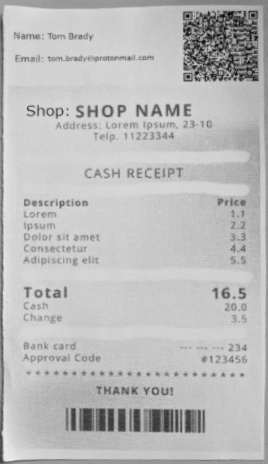 Name: Tom Brady
Email: tom.brady@protonmail.com
Shop: SHOP NAME
Address: Lorem Ipsum, 23-10
Telp. 11223344
CASH RECEIPT
Description Price
Lorem 1.1
Ipsum 2.2
Dolor sit amet 3.3
Consectetur 4.4
Adipiscing elit 5.5
Total 16.5
Cash 20.0
Change 3.5
Bank card --- --- --- 234
Approval Code #123456
* * * * * * * * * * * * * * * * * * * * * * * *
THANK YOU!